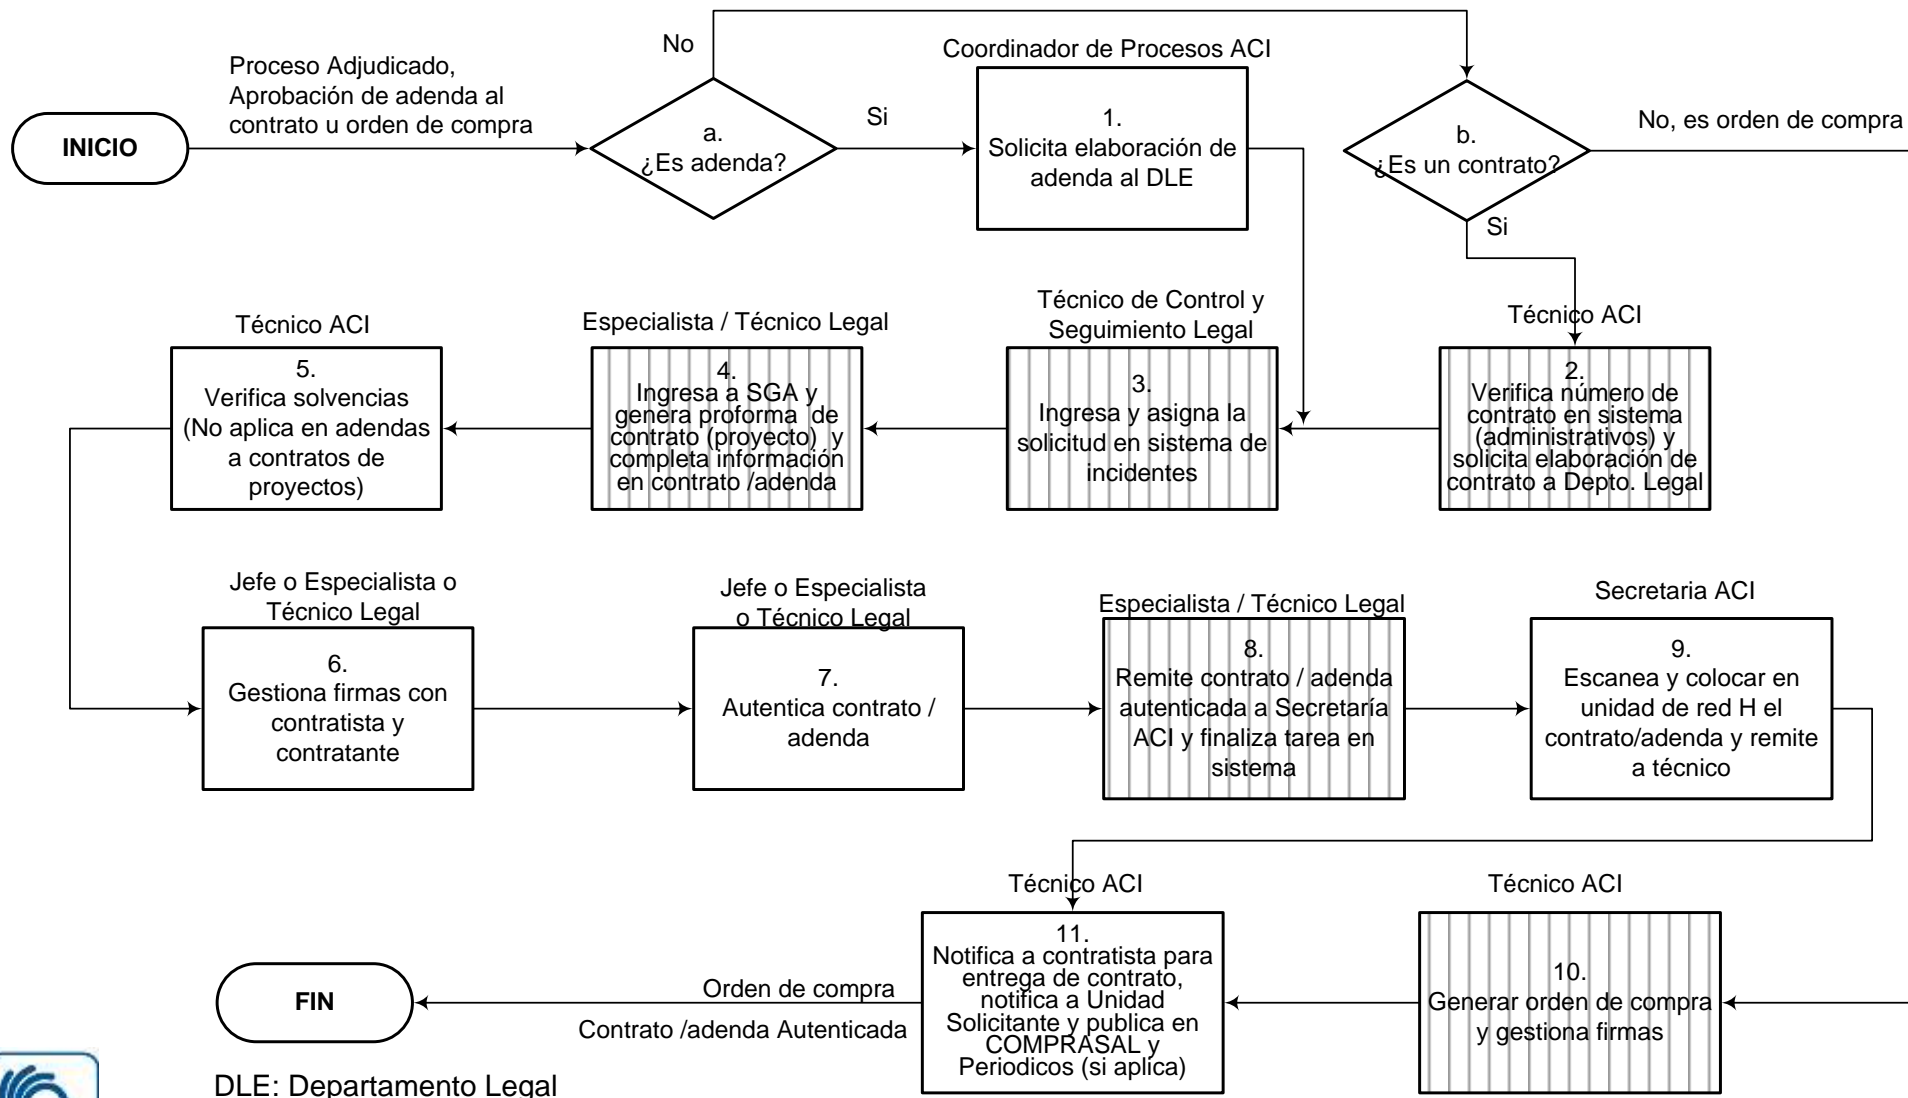 No
Coordinador de Procesos ACI
Proceso Adjudicado,
Aprobación de adenda al
contrato u orden de compra
INICIO
a.
¿Es adenda?
Si
1.
Solicita elaboración de
adenda al DLE
b.
¿Es un contrato?
No, es orden de compra
Si
Técnico ACI
5.
Verifica solvencias
(No aplica en adendas
a contratos de
proyectos)
Especialista / Técnico Legal
4.
Ingresa a SGA y
genera proforma de
contrato (proyecto) y
completa información
en contrato /adenda
Técnico de Control y
Seguimiento Legal
3.
Ingresa y asigna la
solicitud en sistema de
incidentes
Técnico ACI
2.
Verifica número de
contrato en sistema
(administrativos) y
solicita elaboración de
contrato a Depto. Legal
Jefe o Especialista o
Técnico Legal
6.
Gestiona firmas con
contratista y
contratante
Jefe o Especialista
o Técnico Legal
7.
Autentica contrato /
adenda
Especialista / Técnico Legal
8.
Remite contrato / adenda
autenticada a Secretaría
ACI y finaliza tarea en
sistema
Secretaria ACI
9.
Escanea y colocar en
unidad de red H el
contrato/adenda y remite
a técnico
Técnico ACI
11.
Notifica a contratista para
entrega de contrato,
notifica a Unidad
Solicitante y publica en
COMPRASAL y
Periodicos (si aplica)
Técnico ACI
10.
Generar orden de compra
y gestiona firmas
FIN
Orden de compra
Contrato /adenda Autenticada
DLE: Departamento Legal